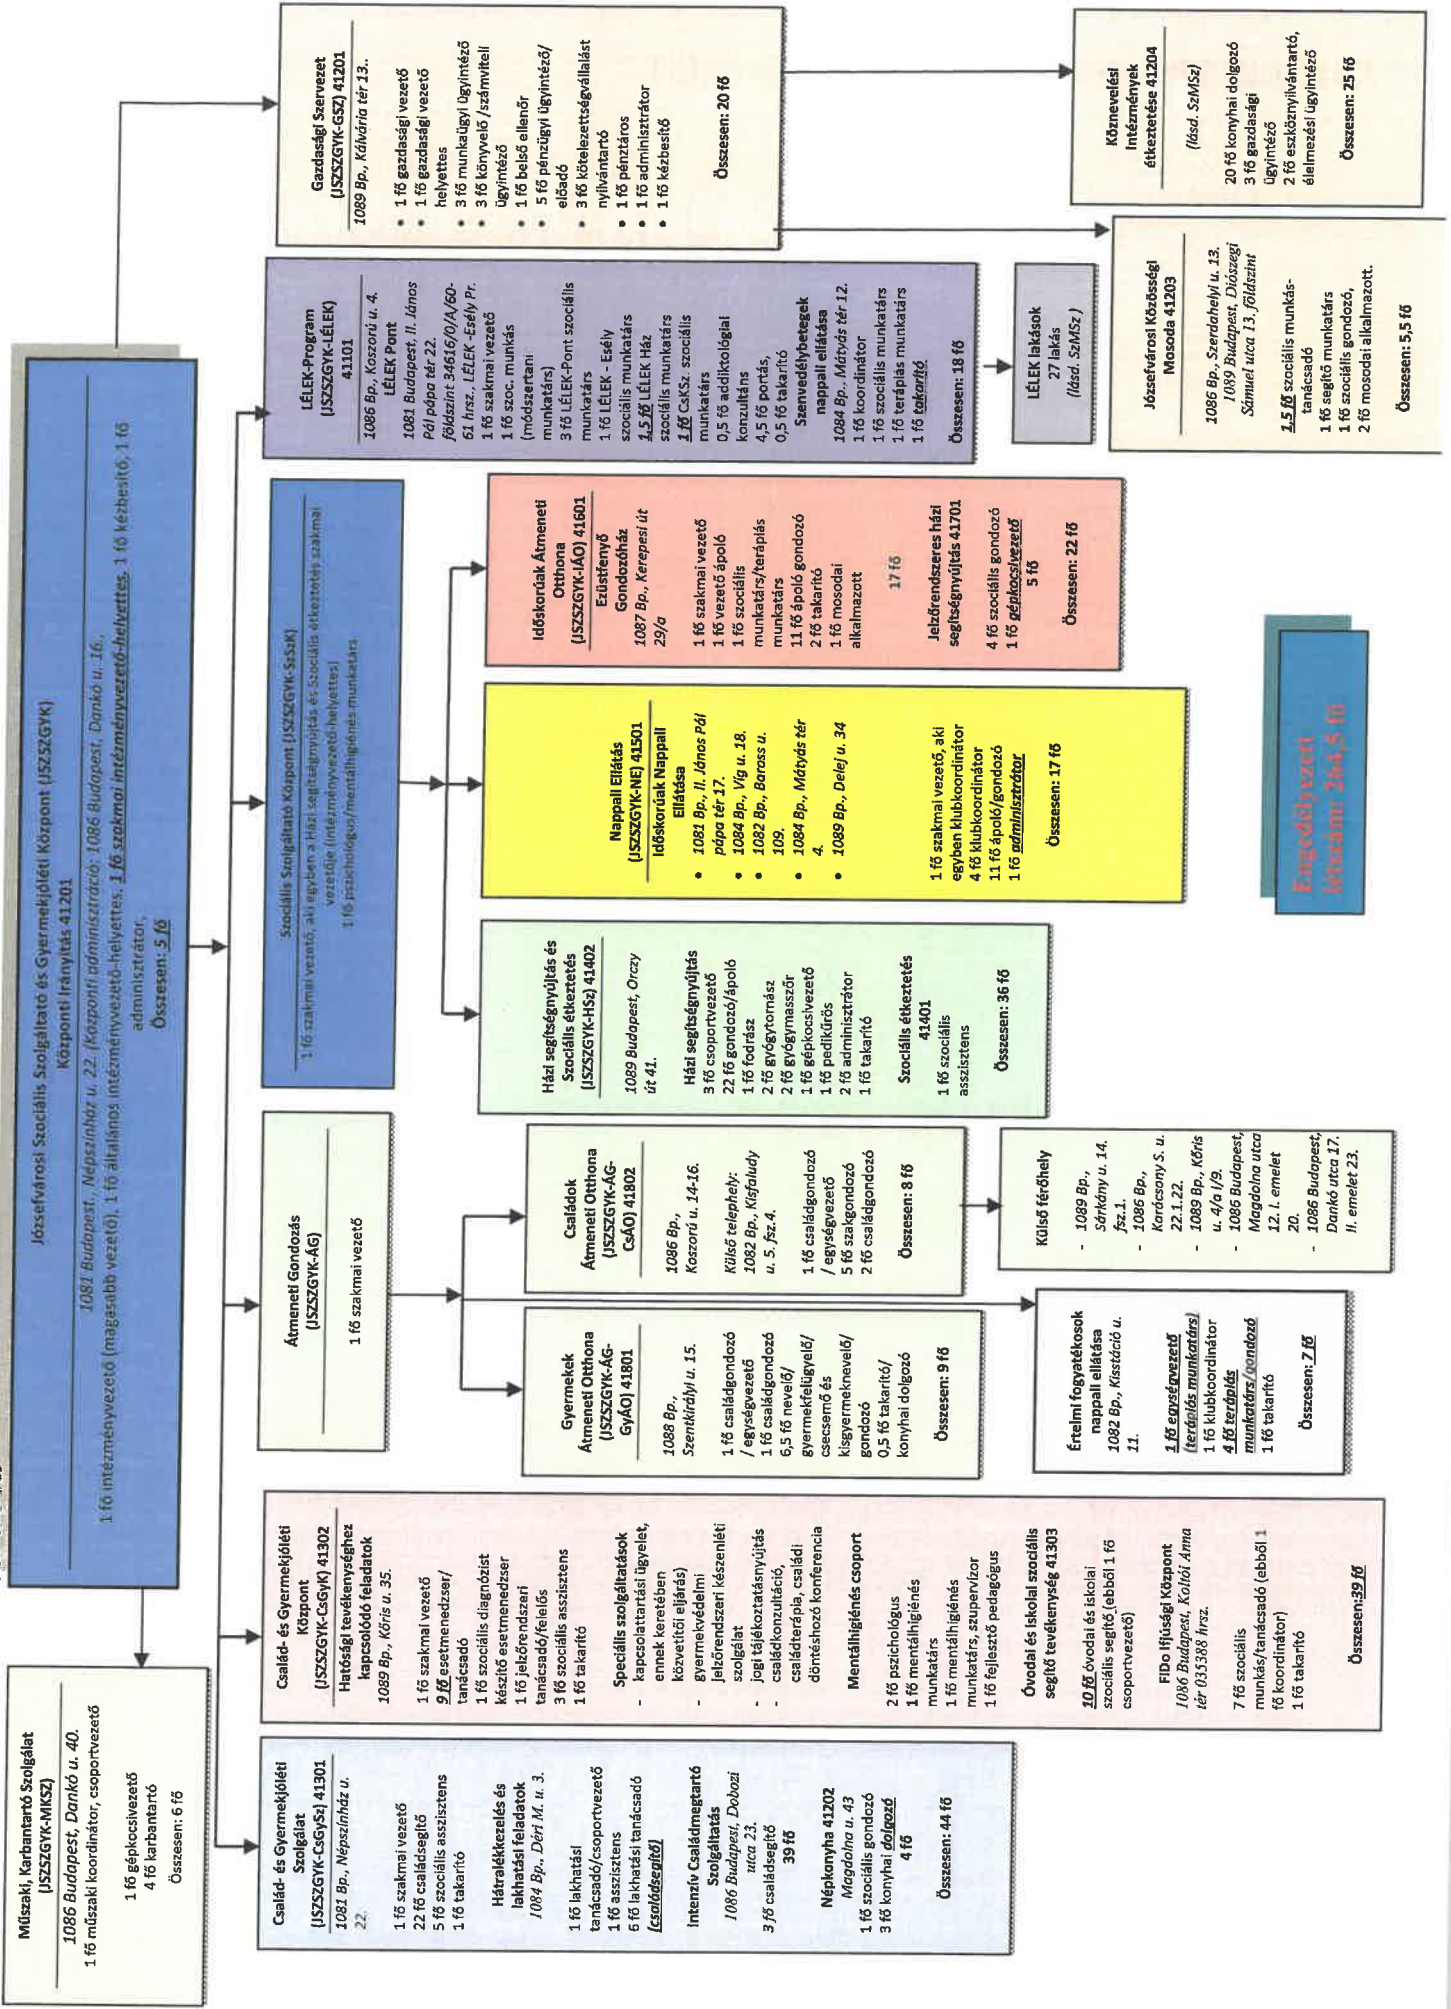 Józsefvárosi Szociális Szolgáltató és Gyermekjóléti Központ (JSZSZGYK)
Központi Irányítás 41201
1081 Budapest., Népszínház u. 22. (Központi adminisztráció: 1086 Budapest, Dankó u. 16.,
1 fő intézményvezető (magasabb vezető), 1 fő általános intézményvezető-helyettes, 1 fő szakmai intézményvezető-helyettes, 1 fő kézbesítő, 1 fő
adminisztrátor,
Összesen: 5 fő
Műszaki, Karbantartó Szolgálat
(JSZSZGYK-MKSZ)
1086 Budapest, Dankó u. 40.
1 fő műszaki koordinátor, csoportvezető
1 fő gépkocsivezető
4 fő karbantartó
Összesen: 6 fő
Család- és Gyermekjóléti
Szolgálat
(JSZSZGYK-CsGySz) 41301
1081 Bp., Népszínház u.
22.
1 fő szakmai vezető
22 fő családsegítő
5 fő szociális asszisztens
1 fő takarító
Hátralékkezelés és
lakhatási feladatok
1084 Bp., Déri M. u. 3.
1 fő lakhatási
tanácsadó/csoportvezető
1 fő asszisztens
6 fő lakhatási tanácsadó
(családsegítő)
Intenzív Családmegtartó
Szolgáltatás
1086 Budapest, Dobozi
utca 23.
3 fő családsegítő
39 fő
Népkonyha 41202
Magdolna u. 43
1 fő szociális gondozó
3 fő konyhai dolgozó
4 fő
Összesen: 44 fő
Család- és Gyermekjóléti
Központ
(JSZSZGYK-CsGyK) 41302
Hatósági tevékenységhez
kapcsolódó feladatok
1089 Bp., Kőris u. 35.
1 fő szakmai vezető
9 fő esetmenedzser/
tanácsadó
1 fő szociális diagnózist
készítő esetmenedzser
1 fő jelzőrendszeri
tanácsadó/felelős
3 fő szociális asszisztens
1 fő takarító
Speciális szolgáltatások
- kapcsolattartási ügyelet,
ennek keretében
közvetítői eljárás)
- gyermekvédelmi
jelzőrendszeri készenléti
szolgálat
- jogi tájékoztatásnyújtás
- családkonzultáció,
családterápia, családi
döntéshozó konferencia
Mentálhigiénés csoport
2 fő pszichológus
1 fő mentálhigiénés
munkatárs
1 fő mentálhigiénés
munkatárs, szupervízor
1 fő fejlesztő pedagógus
Óvodai és iskolai szociális
segítő tevékenység 41303
10 fő óvodai és iskolai
szociális segítő (ebből 1 fő
csoportvezető)
FiDo Ifjúsági Központ
1086 Budapest, Koltói Anna
tér 035388 hrsz.
7 fő szociális
munkás/tanácsadó (ebből 1
fő koordinátor)
1 fő takarító
Összesen:39 fő
Átmeneti Gondozás
(JSZSZGYK-ÁG)
1 fő szakmai vezető
Gyermekek
Átmeneti Otthona
(JSZSZGYK-ÁG-
GyÁO) 41801
1088 Bp.,
Szentkirályi u. 15.
1 fő családgondozó
/ egységvezető
1 fő családgondozó
6,5 fő nevelő/
gyermekfelügyelő/
csecsemő és
kisgyermeknevelő/
gondozó
0,5 fő takarító/
konyhai dolgozó
Összesen: 9 fő
Családok
Átmeneti Otthona
(JSZSZGYK-ÁG-
CsÁO) 41802
1086 Bp.,
Koszorú u. 14-16.
Külső telephely:
1082 Bp., Kisfaludy
u. 5. fsz.4.
1 fő családgondozó
/ egységvezető
5 fő szakgondozó
2 fő családgondozó
Összesen: 8 fő
Értelmi fogyatékosok
nappali ellátása
1082 Bp., Kisstáció u.
11.
1 fő egységvezető
(terápiás munkatárs)
1 fő klubkoordinátor
4 fő terápiás
munkatárs/gondozó
1 fő takarító
Összesen: 7 fő
Külső férőhely
- 1089 Bp.,
Sárkány u. 14.
fsz.1.
- 1086 Bp.,
Karácsony S. u.
22.1.22.
- 1089 Bp., Kőris
u. 4/a I/9.
- 1086 Budapest,
Magdolna utca
12. I. emelet
20.
- 1086 Budapest,
Dankó utca 17.
II. emelet 23.
Szociális Szolgáltató Központ (JSZSZGYK-SzSzK)
1 fő szakmai vezető, aki egyben a Házi segítségnyújtás és Szociális étkeztetés szakmai
vezetője (intézményvezető-helyettes)
1 fő pszichológus/mentálhigiénés munkatárs
Házi segítségnyújtás és
Szociális étkeztetés
(JSZSZGYK-HSz) 41402
1089 Budapest, Orczy
út 41.
Házi segítségnyújtás
3 fő csoportvezető
22 fő gondozó/ápoló
1 fő fodrász
2 fő gyógytornász
2 fő gyógymasszőr
1 fő gépkocsivezető
1 fő pedikűrös
2 fő adminisztrátor
1 fő takarító
Szociális étkeztetés
41401
1 fő szociális
asszisztens
Összesen: 36 fő
Nappali Ellátás
(JSZSZGYK-NE) 41501
Időskorúak Nappali
Ellátása
• 1081 Bp., II. János Pál
pápa tér 17.
• 1084 Bp., Víg u. 18.
• 1082 Bp., Baross u.
109.
• 1084 Bp., Mátyás tér
4.
• 1089 Bp., Delej u. 34
1 fő szakmai vezető, aki
egyben klubkoordinátor
4 fő klubkoordinátor
11 fő ápoló/gondozó
1 fő adminisztrátor
Összesen: 17 fő
Időskorúak Átmeneti
Otthona
(JSZSZGYK-IÁO) 41601
Ezüstfenyő
Gondozóház
1087 Bp., Kerepesi út
29/a
1 fő szakmai vezető
1 fő vezető ápoló
1 fő szociális
munkatárs/terápiás
munkatárs
11 fő ápoló gondozó
2 fő takarító
1 fő mosodai
alkalmazott
17 fő
Jelzőrendszeres házi
segítségnyújtás 41701
4 fő szociális gondozó
1 fő gépkocsivezető
5 fő
Összesen: 22 fő
LÉLEK-Program
(JSZSZGYK-LÉLEK)
41101
1086 Bp., Koszorú u. 4.
LÉLEK Pont
1081 Budapest, II. János
Pál pápa tér 22.
földszint 34616/0/A/60-
61 hrsz. LÉLEK -Esély Pr.
1 fő szakmai vezető
1 fő szoc. munkás
(módszertani
munkatárs)
3 fő LÉLEK-Pont szociális
munkatárs
1 fő LÉLEK - Esély
szociális munkatárs
1,5 fő LÉLEK Ház
szociális munkatárs
1 fő CsKSz. szociális
munkatárs
0,5 fő addiktológiai
konzultáns
4,5 fő portás,
0,5 fő takarító
Szenvedélybetegek
nappali ellátása
1084 Bp., Mátyás tér 12.
1 fő koordinátor
1 fő szociális munkatárs
1 fő terápiás munkatárs
1 fő takarító
Összesen: 18 fő
LÉLEK lakások
27 lakás
(lásd. SzMSz)
Gazdasági Szervezet
(JSZSZGYK-GSZ) 41201
1089 Bp., Kálvária tér 13..
• 1 fő gazdasági vezető
• 1 fő gazdasági vezető
helyettes
• 3 fő munkaügyi ügyintéző
• 3 fő könyvelő /számviteli
ügyintéző
• 1 fő belső ellenőr
• 5 fő pénzügyi ügyintéző/
előadó
• 3 fő kötelezettségvállalást
nyilvántartó
• 1 fő pénztáros
• 1 fő adminisztrátor
• 1 fő kézbesítő
Összesen: 20 fő
Józsefvárosi Közösségi
Mosoda 41203
1086 Bp., Szerdahelyi u. 13.
1089 Budapest, Diószegi
Sámuel utca 13. földszint
1,5 fő szociális munkás-
tanácsadó
1 fő segítő munkatárs
1 fő szociális gondozó,
2 fő mosodai alkalmazott.
Összesen: 5,5 fő
Köznevelési
Intézmények
étkeztetése 41204
(lásd. SzMSz)
20 fő konyhai dolgozó
3 fő gazdasági
ügyintéző
2 fő eszköznyilvántartó,
élelmezési ügyintéző
Összesen: 25 fő
Engedélyezett
létszám: 264,5 fő